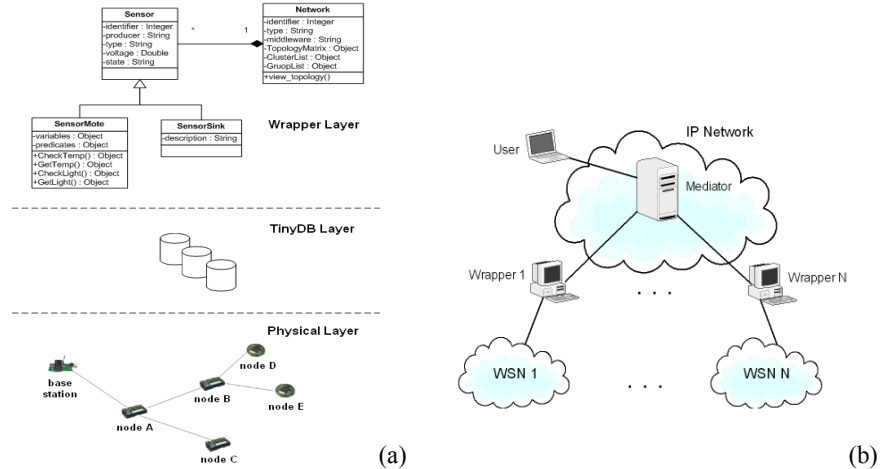 Sensor
-identifier : Integer
-producer : String
-type : String
-voltage : Double
-state : String
*
1
Network
-identifier : Integer
-type : String
-middleware : String
-TopologyMatrix : Object
-ClusterList : Object
-GruopList : Object
+view_topology()
SensorMote
-variables : Object
-predicates : Object
+CheckTemp() : Object
+GetTemp() : Object
+CheckLight() : Object
+GetLight() : Object
SensorSink
-description : String
Wrapper Layer
TinyDB Layer
Physical Layer
base
station
node A
node B
node C
node D
node E
(a)
IP Network
User
Mediator
Wrapper 1
Wrapper N
. . .
WSN 1
WSN N
. . .
(b)